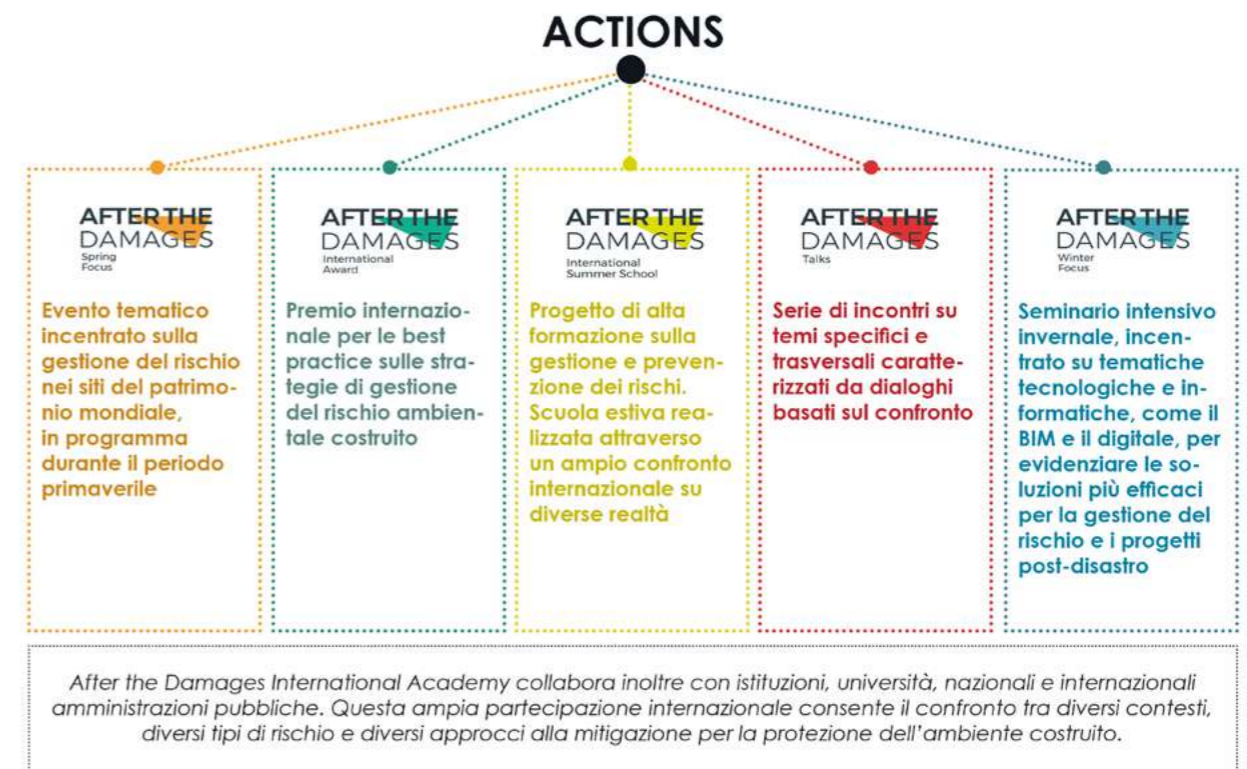 ACTIONS
AFTER THE
DAMAGES
Spring
Focus
Evento tematico
incentrato sulla
gestione del rischio
nei siti del patrimo-
nio mondiale,
in programma
durante il periodo
primaverile
AFTER THE
DAMAGES
International
Award
Premio internazio-
nale per le best
practice sulle stra-
tegie di gestione
del rischio ambien-
tale costruito
AFTER THE
DAMAGES
International
Summer School
Progetto di alta
formazione sulla
gestione e preven-
zione dei rischi.
Scuola estiva rea-
lizzata attraverso
un ampio confronto
internazionale su
diverse realtà
AFTER THE
DAMAGES
Talks
Serie di incontri su
temi specifici e
trasversali caratte-
rizzati da dialoghi
basati sul confronto
AFTER THE
DAMAGES
Winter
Focus
Seminario intensivo
invernale, incen-
trato su tematiche
tecnologiche e in-
formatiche, come il
BIM e il digitale, per
evidenziare le so-
luzioni più efficaci
per la gestione del
rischio e i progetti
post-disastro
After the Damages International Academy collabora inoltre con istituzioni, università, nazionali e internazionali
amministrazioni pubbliche. Questa ampia partecipazione internazionale consente il confronto tra diversi contesti,
diversi tipi di rischio e diversi approcci alla mitigazione per la protezione dell'ambiente costruito.